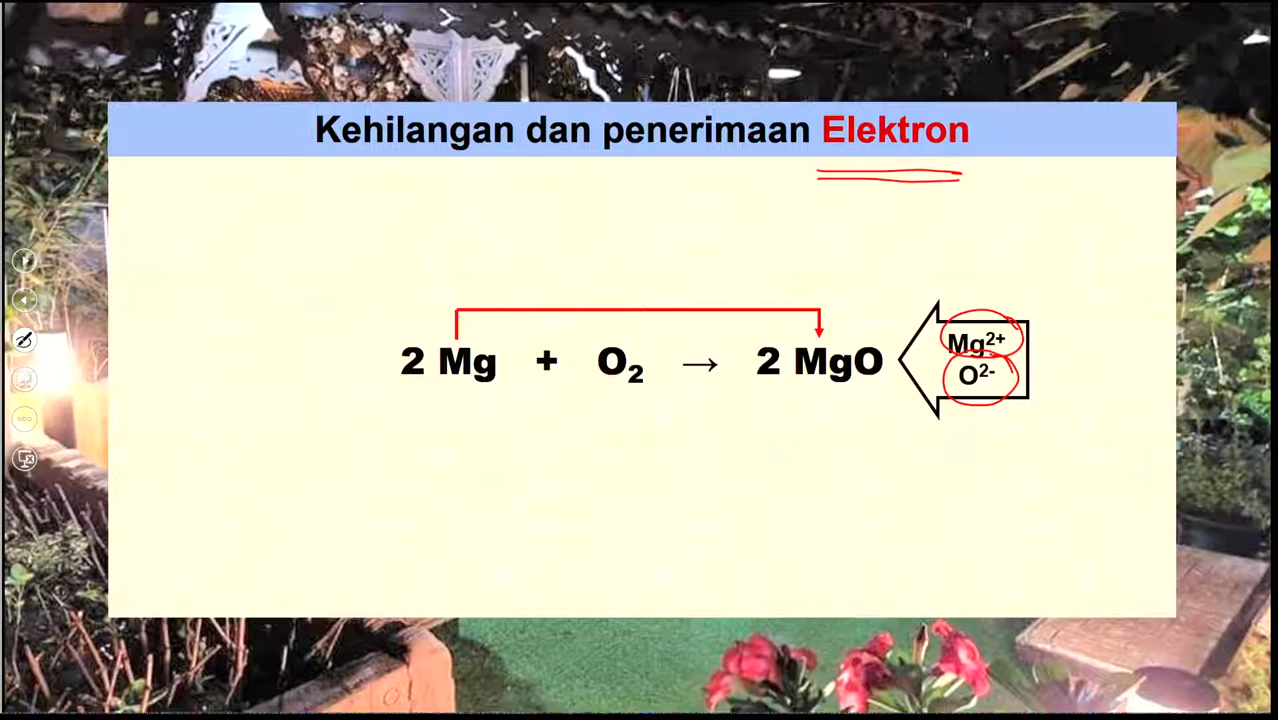 Kehilangan dan penerimaan Elektron
2 Mg + O₂ → 2 MgO
Mg²⁺
O²⁻